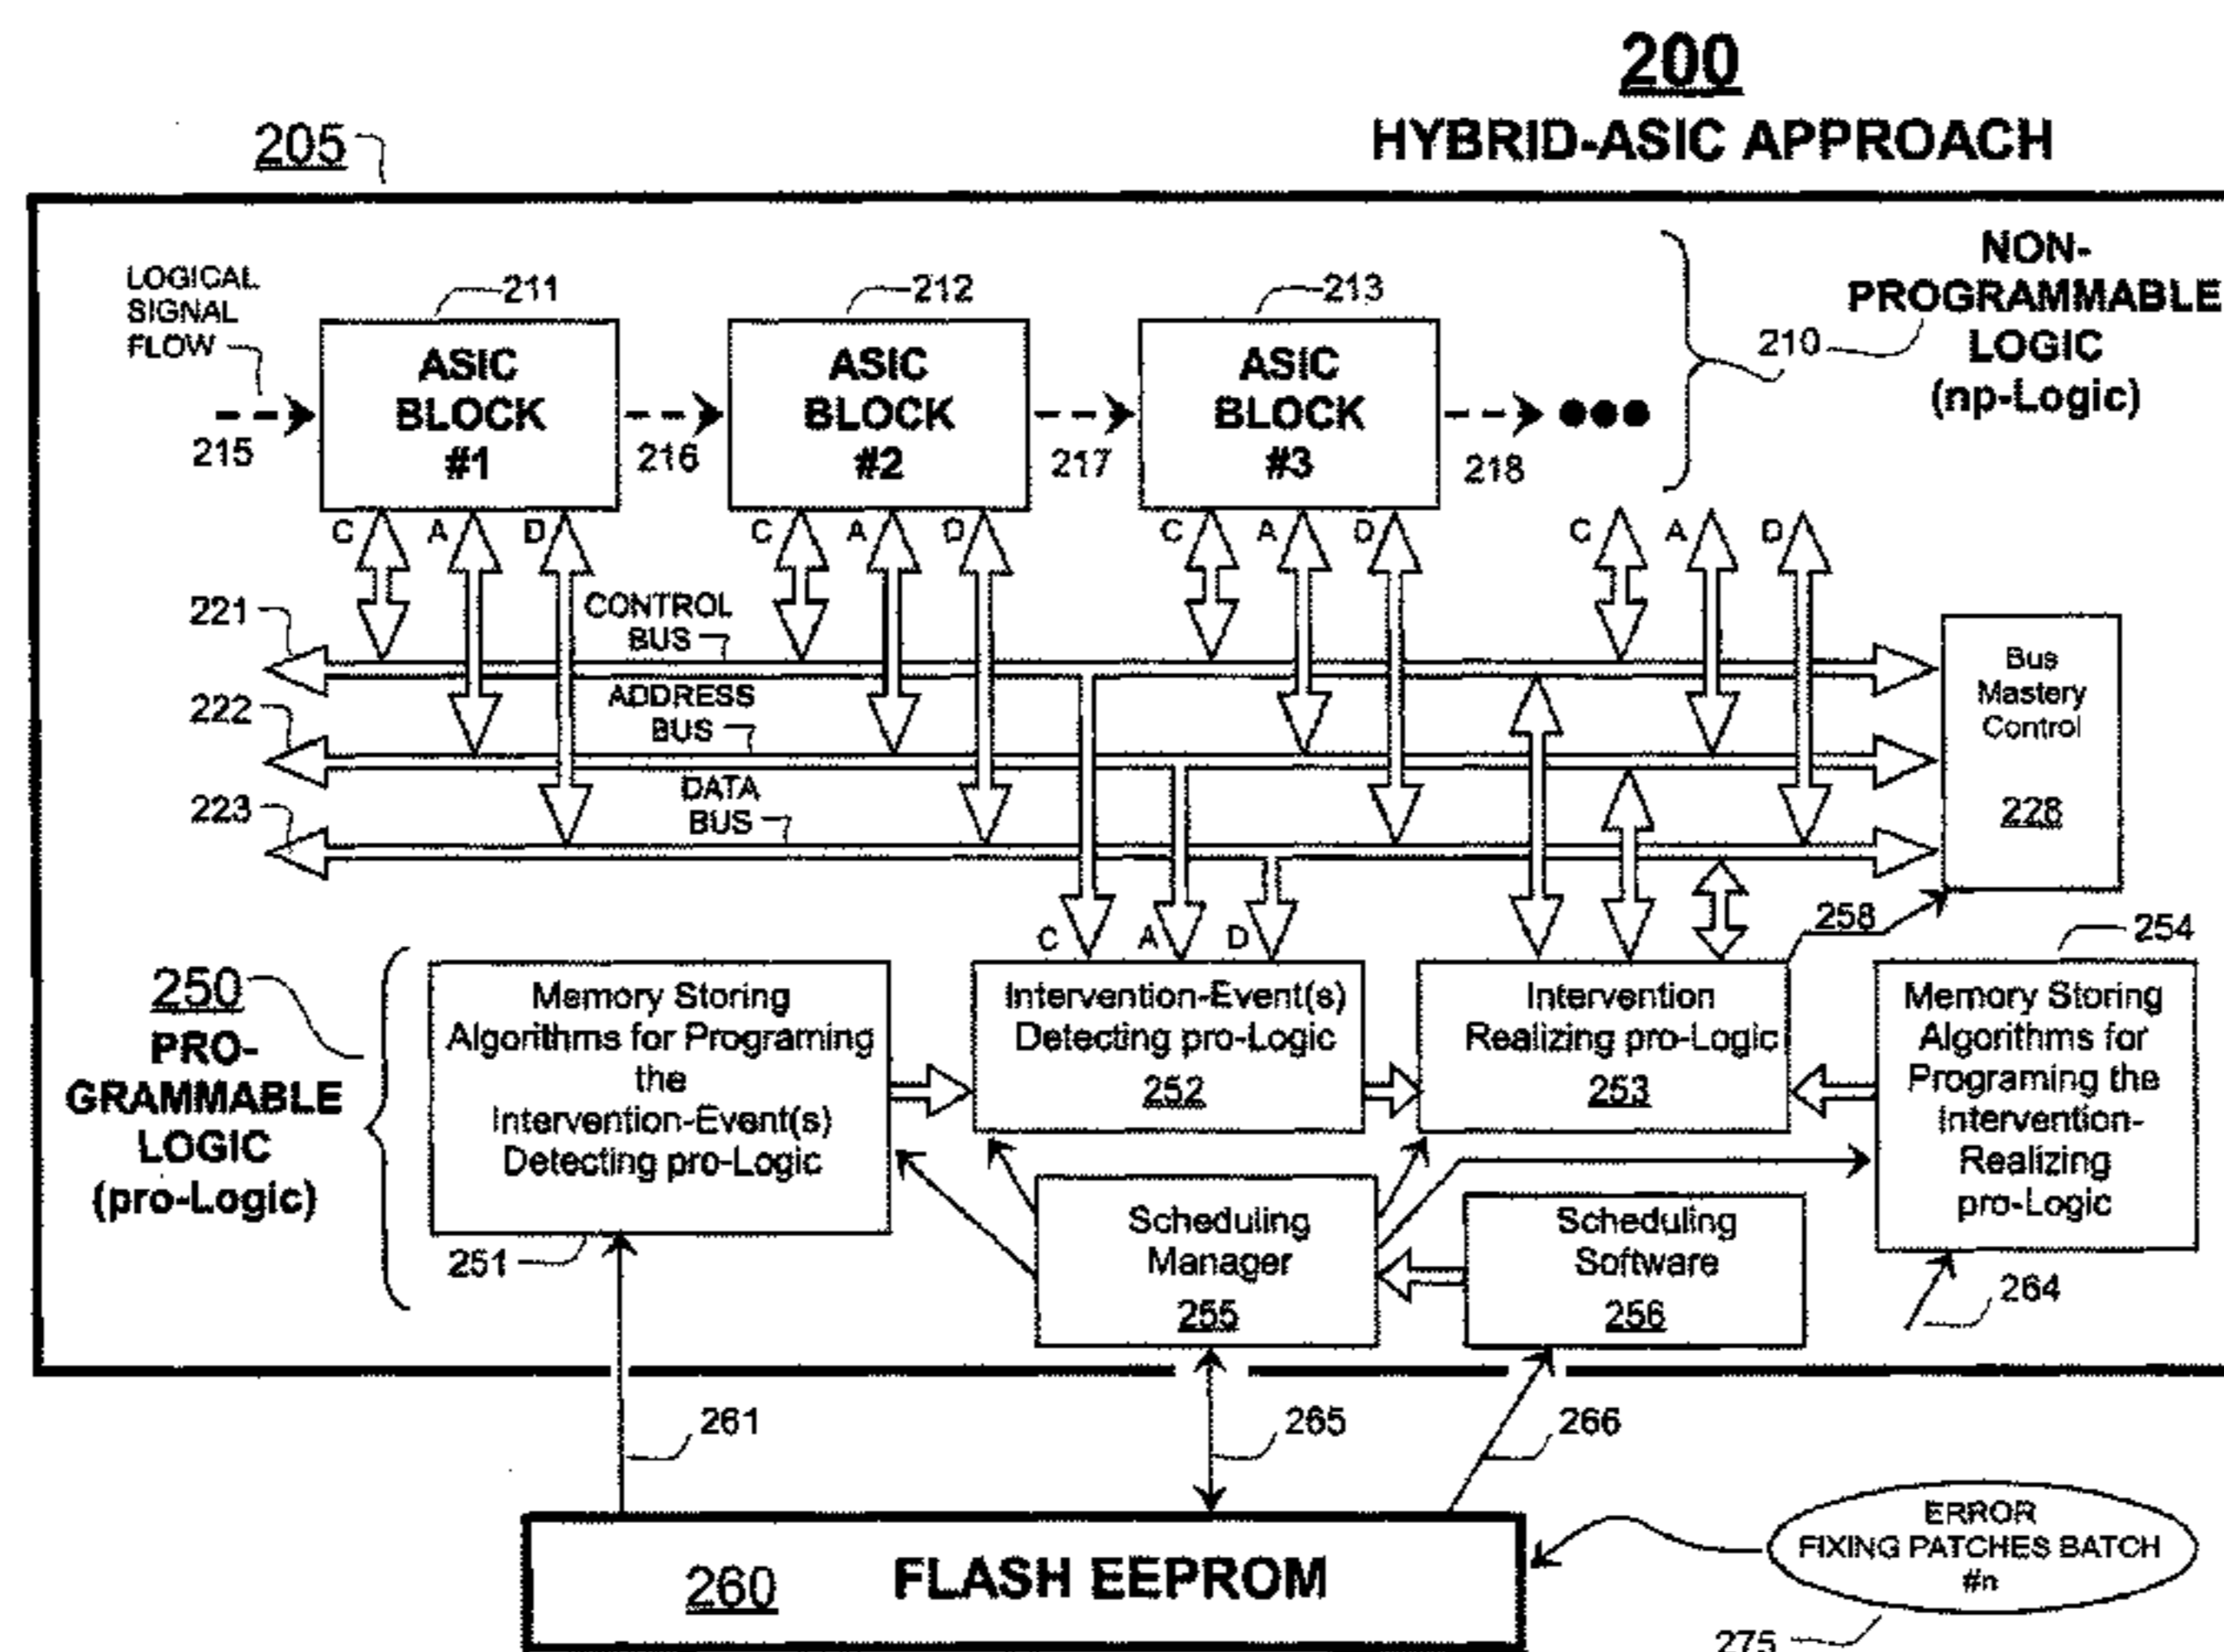 200
HYBRID-ASIC APPROACH
205
LOGICAL
SIGNAL
FLOW
211
212
213
NON-
PROGRAMMABLE
LOGIC
(np-Logic)
210
ASIC
BLOCK
#1
ASIC
BLOCK
#2
ASIC
BLOCK
#3
215
216
217
218
C A D
C A D
C A D
C A D
221
CONTROL
BUS
222
ADDRESS
BUS
223
DATA
BUS
Bus
Mastery
Control
228
C A D
258
254
250
PRO-
GRAMMABLE
LOGIC
(pro-Logic)
Memory Storing
Algorithms for Programing
the
Intervention-Event(s)
Detecting pro-Logic
251
Intervention-Event(s)
Detecting pro-Logic
252
Intervention
Realizing pro-Logic
253
Memory Storing
Algorithms for
Programing the
Intervention-
Realizing
pro-Logic
Scheduling
Manager
255
Scheduling
Software
256
264
261
265
266
260 FLASH EEPROM
ERROR
FIXING PATCHES BATCH
#n
275